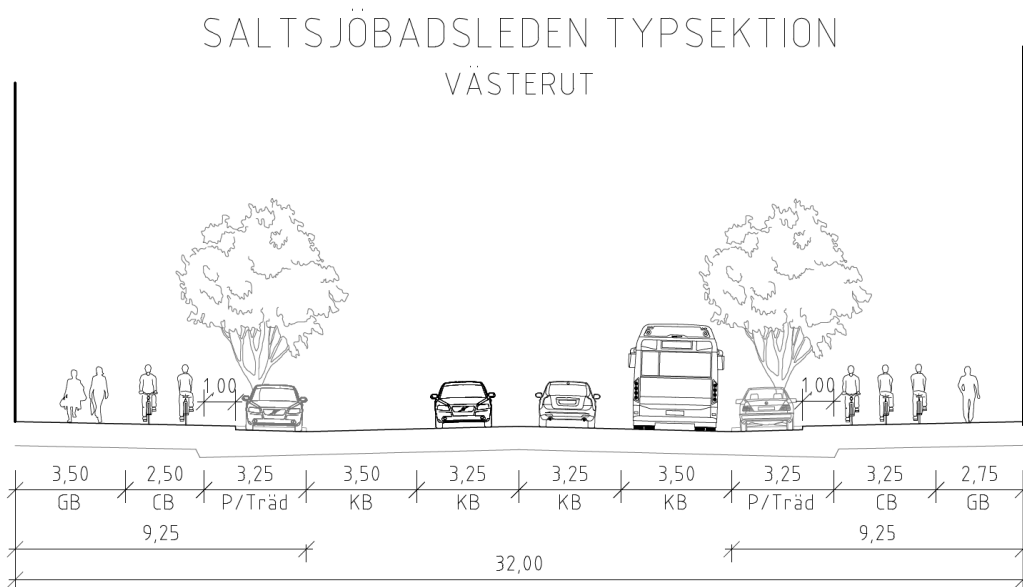 SALTSJÖBADSLEDEN TYPSEKTION
VÄSTERUT
1,00 1,00
3,50 2,50 3,25 3,50 3,25 3,25 3,50 3,25 3,25 2,75
GB CB P/Träd KB KB KB KB P/Träd CB GB
9,25 9,25
32,00